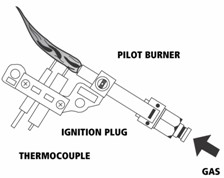 PILOT BURNER
IGNITION PLUG
THERMOCOUPLE
GAS